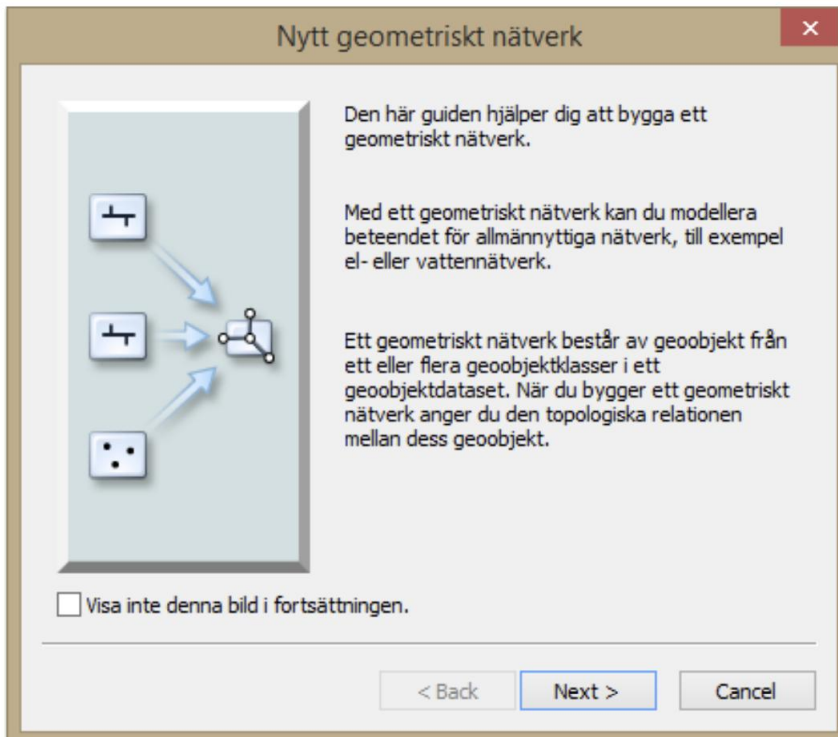 Nytt geometriskt nätverk
Den här guiden hjälper dig att bygga ett
geometriskt nätverk.
Med ett geometriskt nätverk kan du modellera
beteendet för allmännyttiga nätverk, till exempel
el- eller vattennätverk.
Ett geometriskt nätverk består av geoobjekt från
ett eller flera geoobjektklasser i ett
geoobjektdataset. När du bygger ett geometriskt
nätverk anger du den topologiska relationen
mellan dess geoobjekt.
Visa inte denna bild i fortsättningen.
< Back Next > Cancel